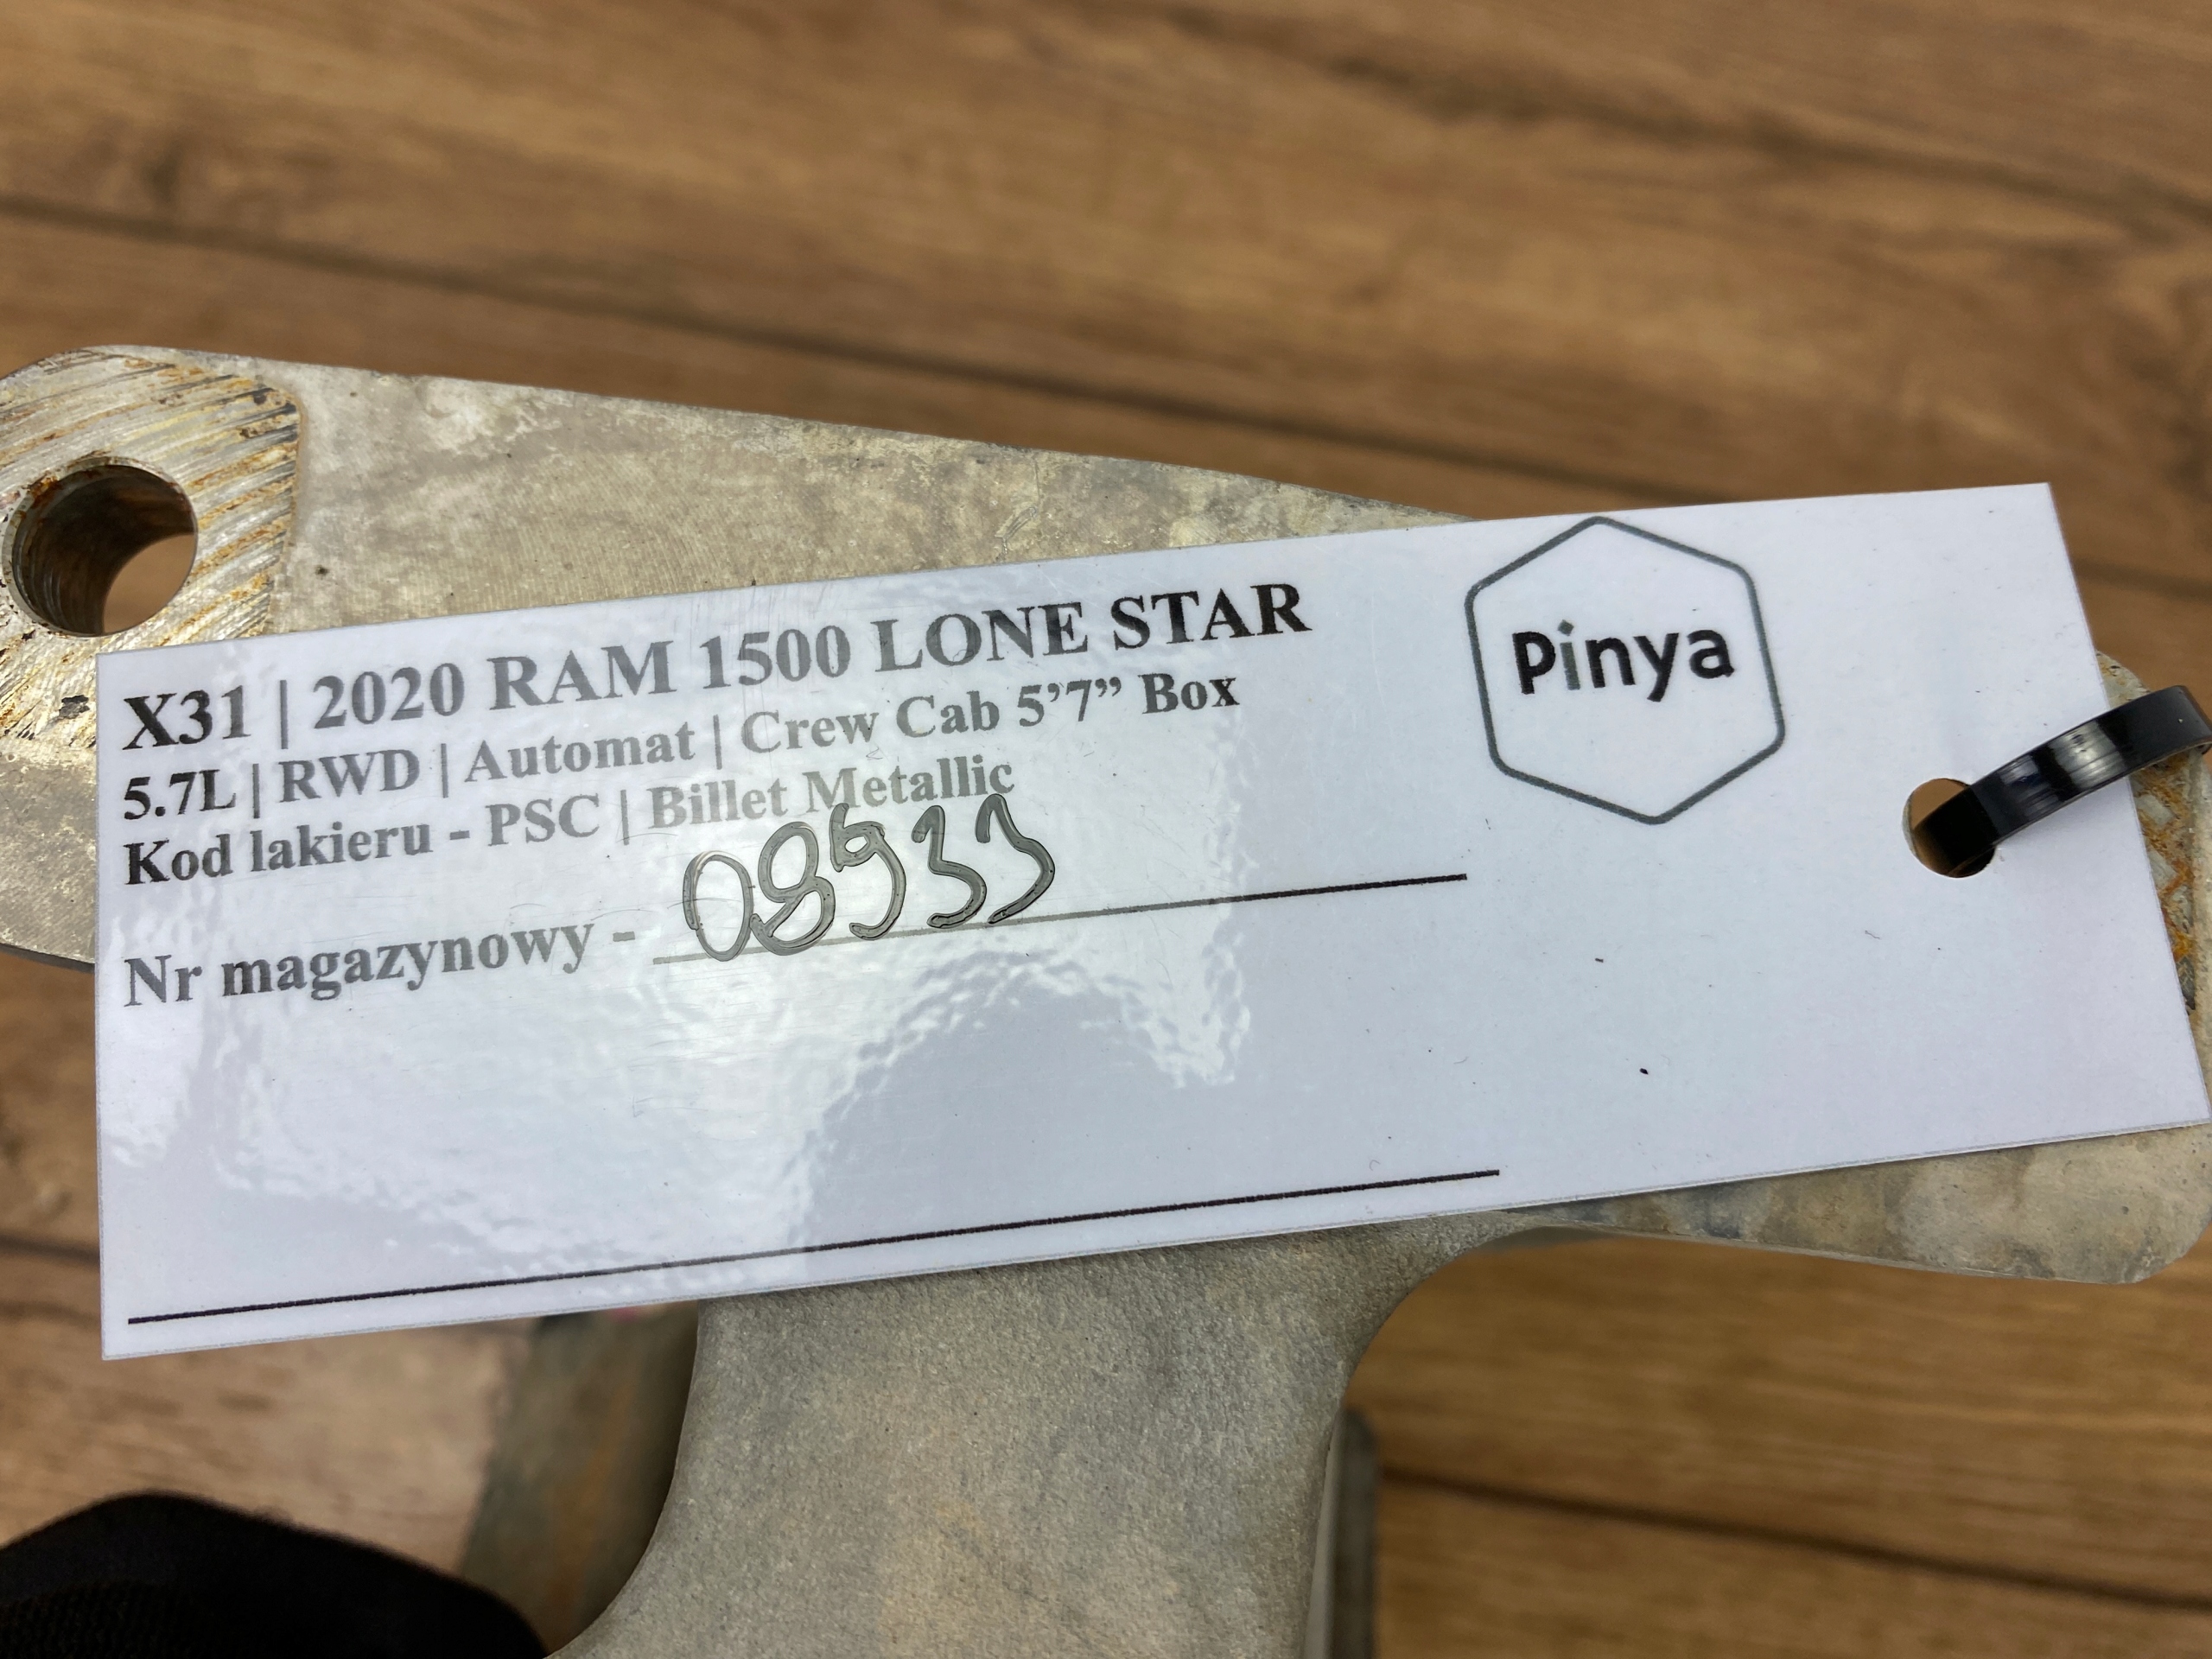 X31 | 2020 RAM 1500 LONE STAR
5.7L | RWD | Automat | Crew Cab 5’7” Box
Kod lakieru - PSC | Billet Metallic
Nr magazynowy - 08933
Pinya